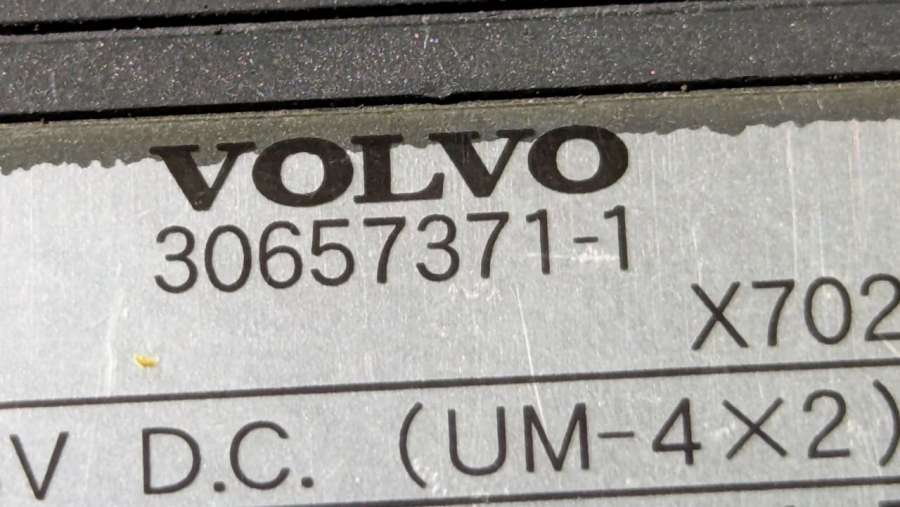 VOLVO
30657371-1
X702
V D.C. (UM-4×2)